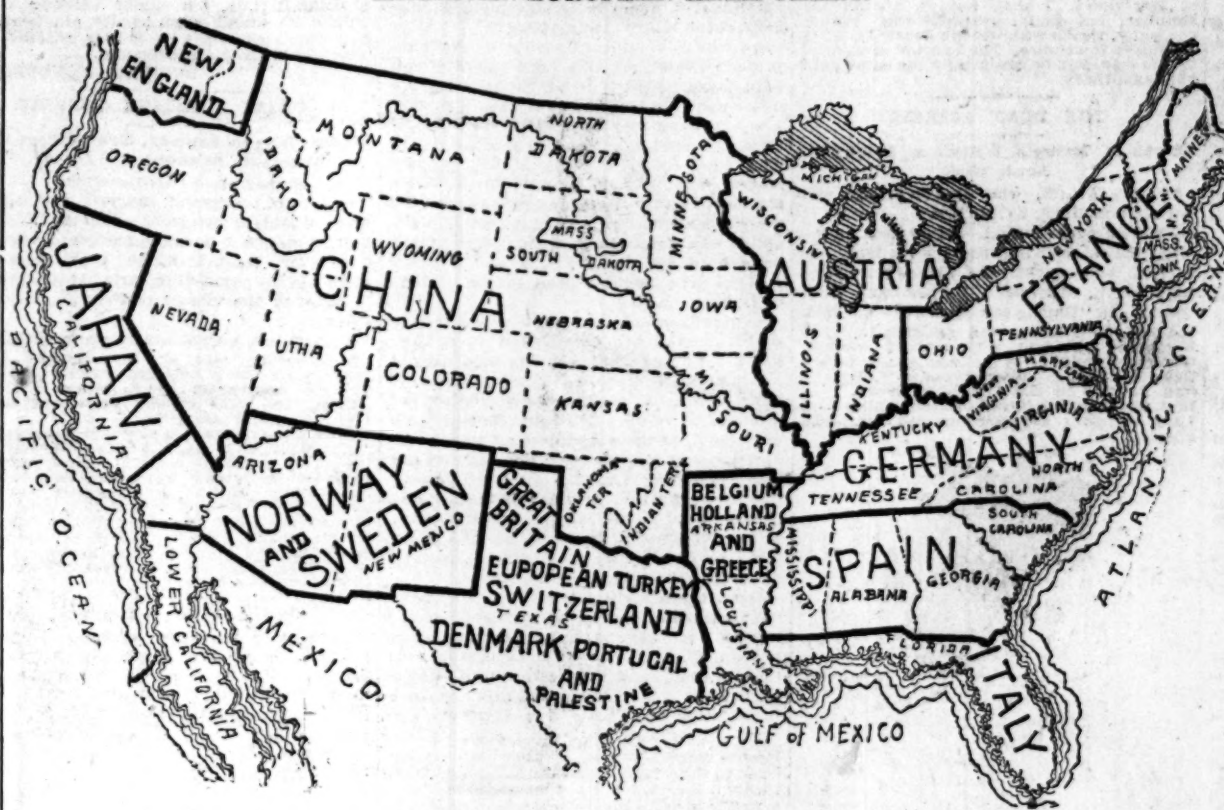 NEW
ENGLAND
OREGON
IDAHO
MONTANA
NORTH
DAKOTA
MINNESOTA
WISCONSIN
MICHIGAN
MICH
JAPAN
CALIFORNIA
NEVADA
UTHA
CHINA
WYOMING
SOUTH
DAKOTA
MASS
NEBRASKA
IOWA
COLORADO
KANSAS
MISSOURI
AUSTRIA
ILLINOIS
INDIANA
OHIO
FRANCE
MAINE
N.H.
NEW YORK
MASS.
CONN.
PENNSYLVANIA
MARYLAND
WEST
VIRGINIA
VIRGINIA
KENTUCKY
GERMANY
TENNESSEE
NORTH
CAROLINA
SOUTH
CAROLINA
ARIZONA
NORWAY
AND
SWEDEN
NEW MEXICO
GREAT
BRITAIN
OKLAHOMA
TER
INDIAN TER
EUPOPEAN TURKEY
SWITZERLAND
TEXAS
DENMARK PORTUGAL
AND
PALESTINE
BELGIUM
HOLLAND
ARKANSAS
AND
GREECE
LOUISIANA
MISSISSIPPI
SPAIN
ALABAMA
GEORGIA
FLORIDA
ITALY
LOWER
CALIFORNIA
MEXICO
GULF of MEXICO
PACIFIC OCEAN
ATLANTIC OCEAN